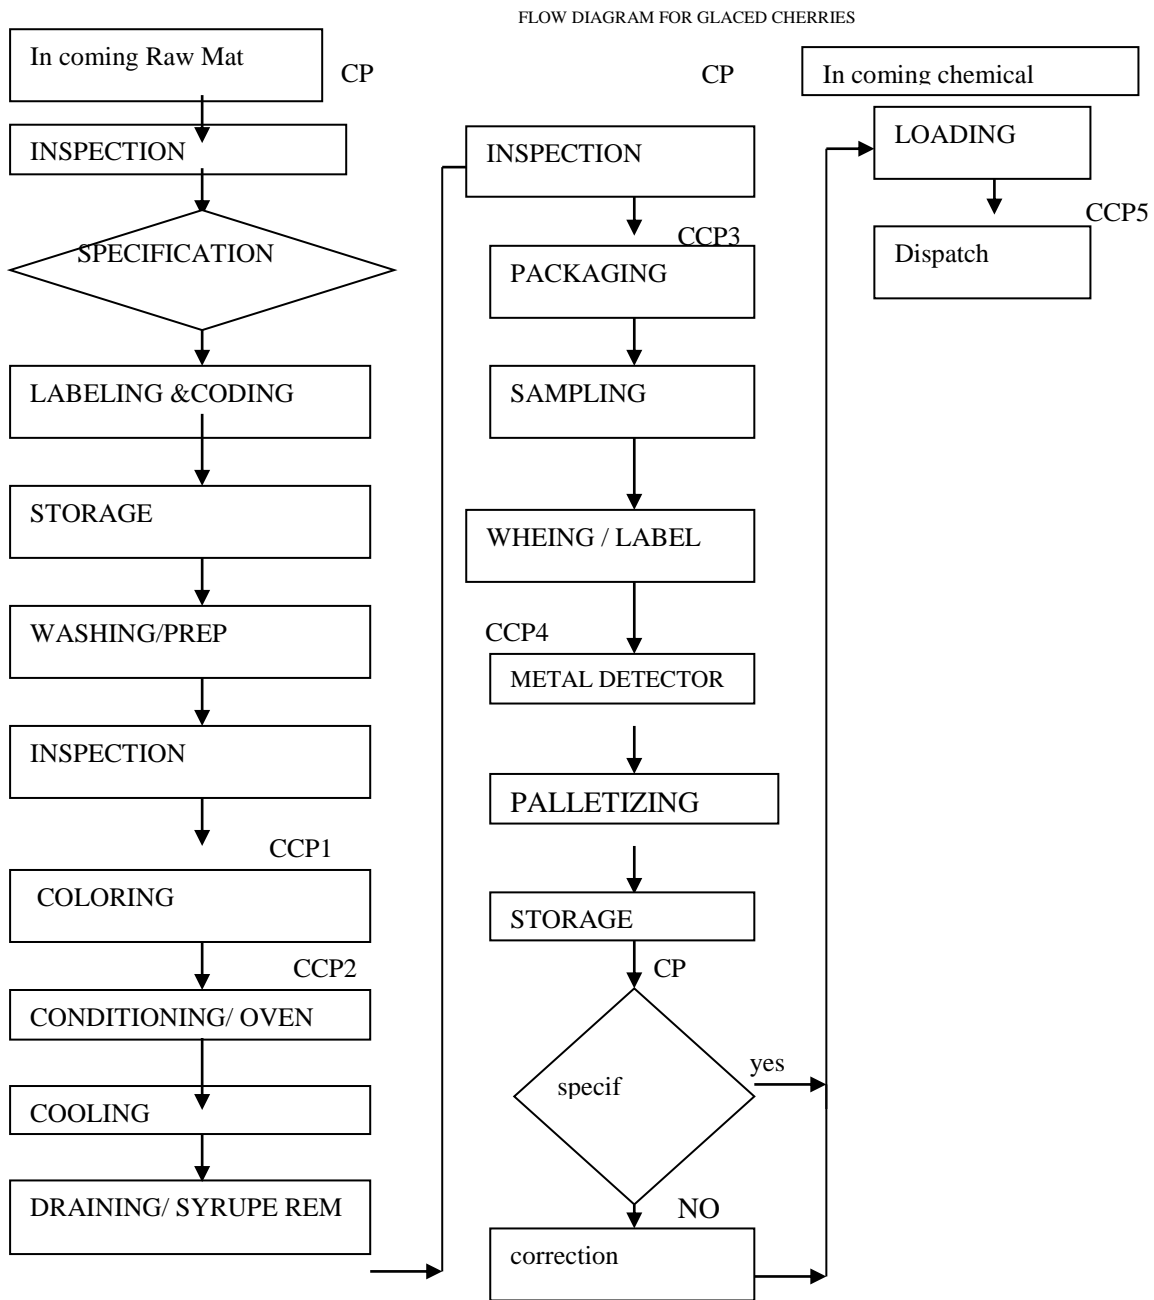 FLOW DIAGRAM FOR GLACED CHERRIES
In coming Raw Mat
CP
INSPECTION
SPECIFICATION
LABELING &CODING
STORAGE
WASHING/PREP
INSPECTION
CCP1
COLORING
CCP2
CONDITIONING/ OVEN
COOLING
DRAINING/ SYRUPE REM
CP
INSPECTION
CCP3
PACKAGING
SAMPLING
WHEING / LABEL
CCP4
METAL DETECTOR
PALLETIZING
STORAGE
CP
specif
yes
NO
correction
In coming chemical
LOADING
CCP5
Dispatch